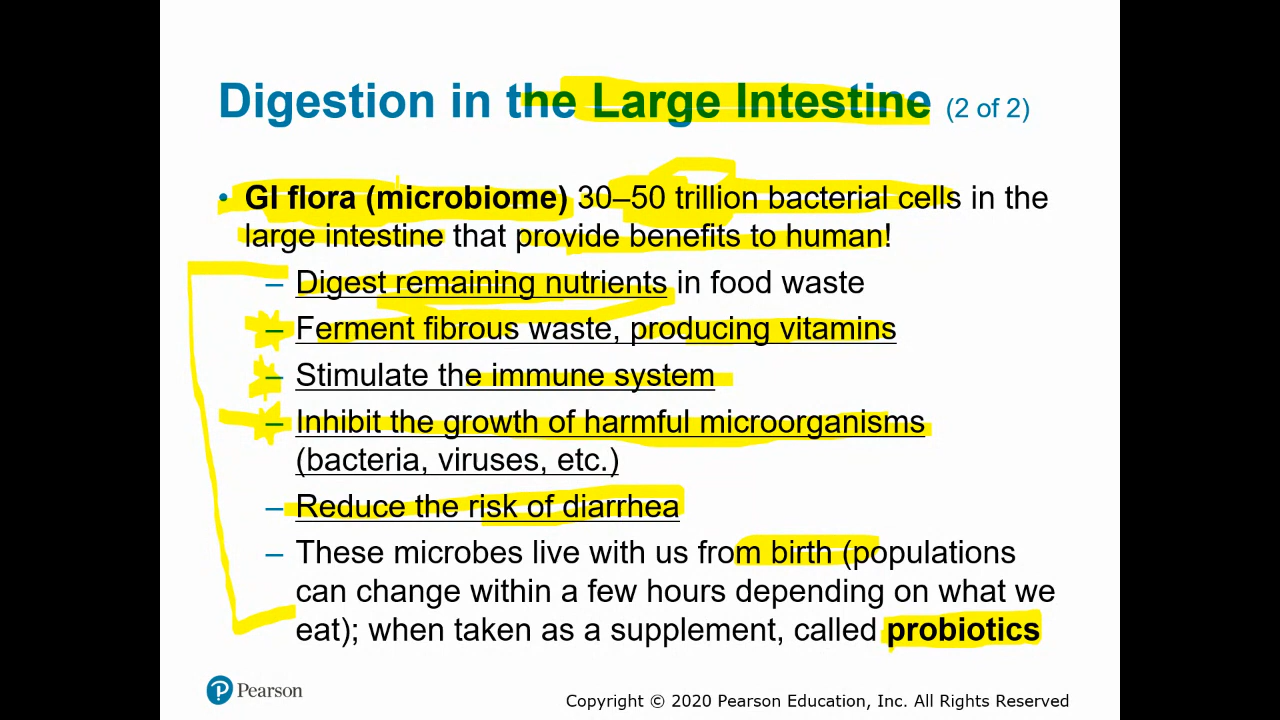 Digestion in the Large Intestine (2 of 2)
• GI flora (microbiome) 30–50 trillion bacterial cells in the
large intestine that provide benefits to human!
– Digest remaining nutrients in food waste
– Ferment fibrous waste, producing vitamins
– Stimulate the immune system
– Inhibit the growth of harmful microorganisms
(bacteria, viruses, etc.)
– Reduce the risk of diarrhea
– These microbes live with us from birth (populations
can change within a few hours depending on what we
eat); when taken as a supplement, called probiotics
Pearson
Copyright © 2020 Pearson Education, Inc. All Rights Reserved